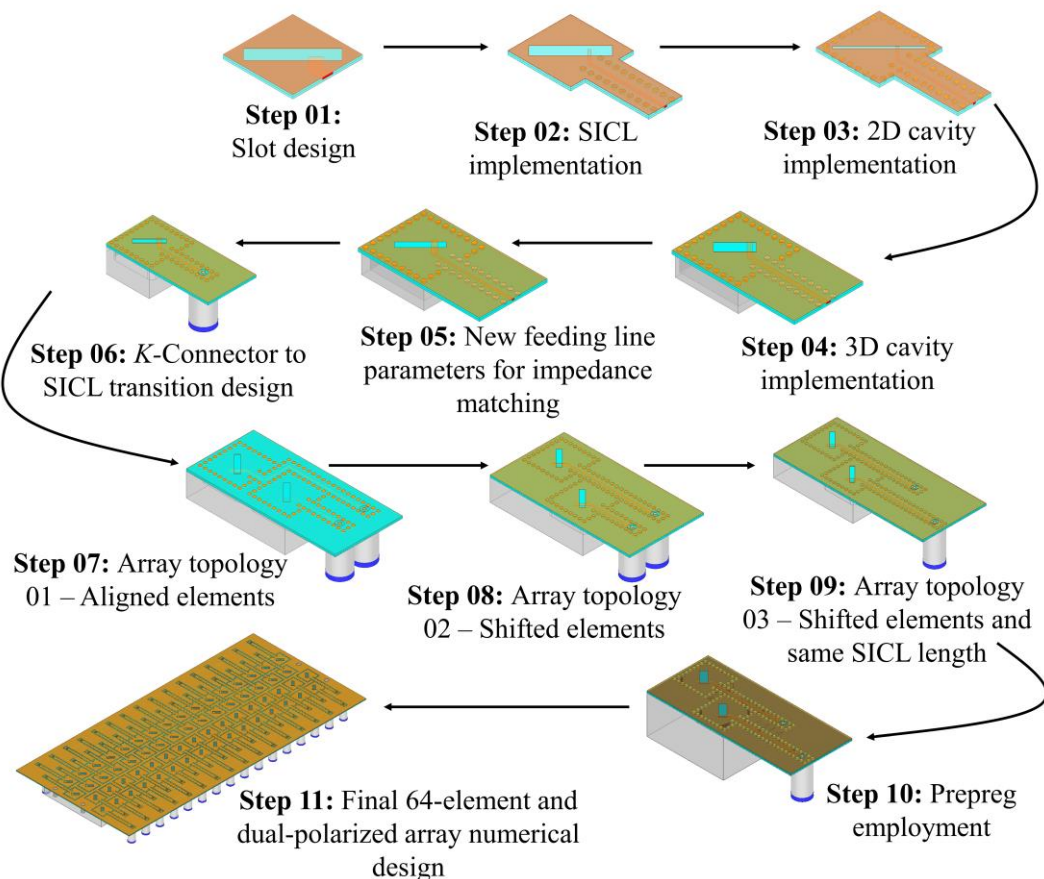 Step 01:
Slot design
Step 02: SICL
implementation
Step 03: 2D cavity
implementation
Step 04: 3D cavity
implementation
Step 05: New feeding line
parameters for impedance
matching
Step 06: K-Connector to
SICL transition design
Step 07: Array topology
01 – Aligned elements
Step 08: Array topology
02 – Shifted elements
Step 09: Array topology
03 – Shifted elements and
same SICL length
Step 10: Prepreg
employment
Step 11: Final 64-element and
dual-polarized array numerical
design